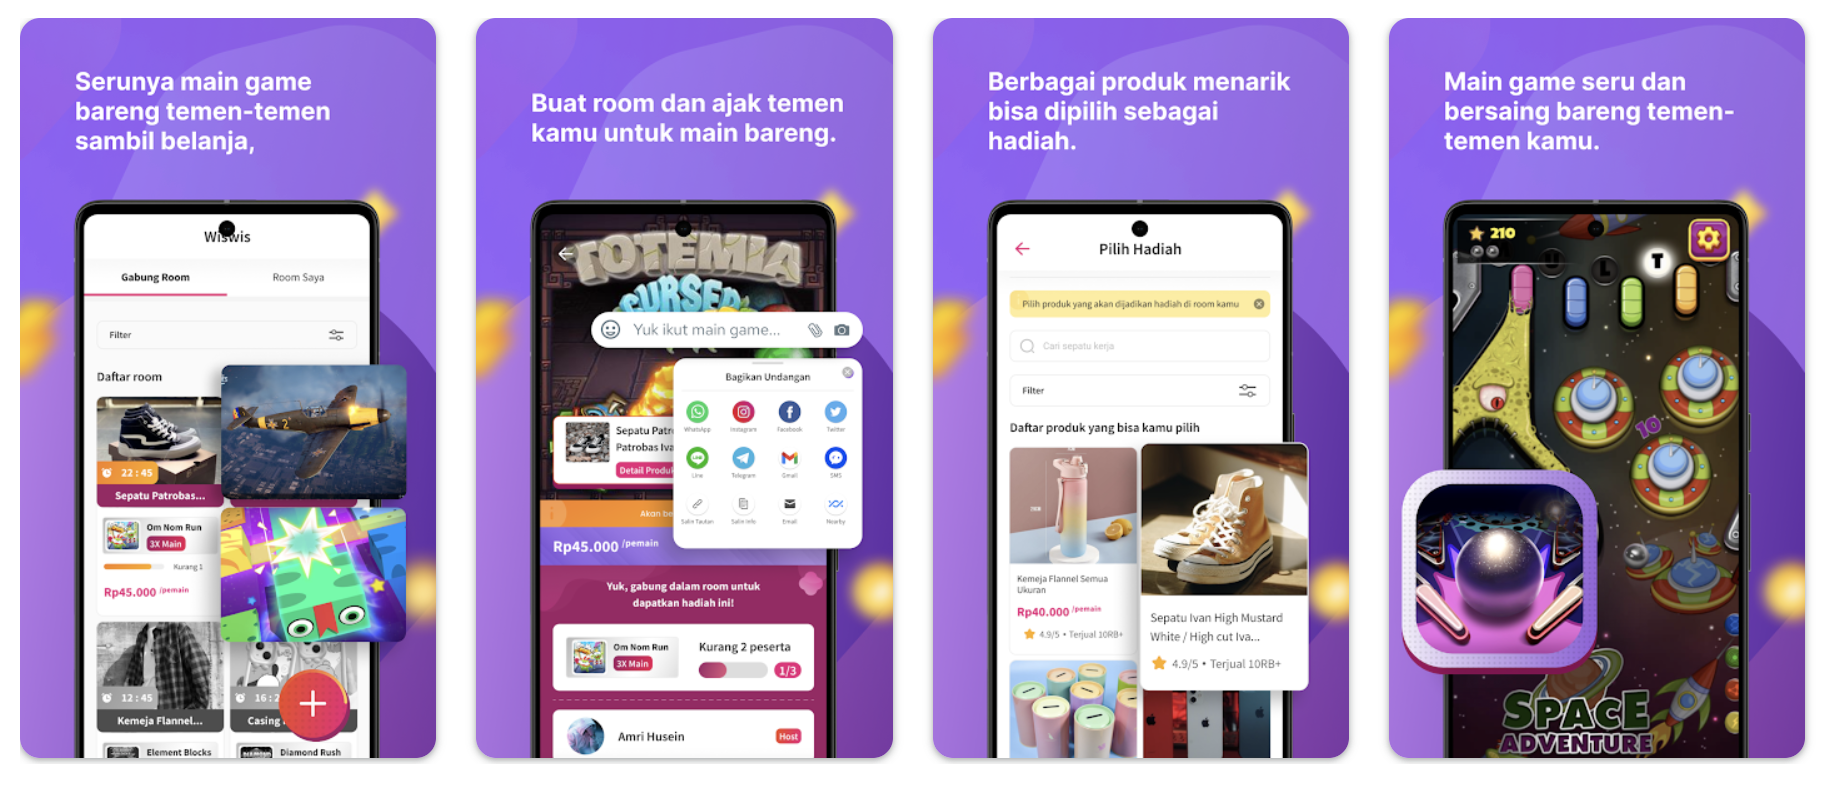 Serunya main game
bareng temen-temen
sambil belanja,
Wiswis
Gabung Room
Room Saya
Filter
Daftar room
22 : 45
Sepatu Patrobas...
Om Nom Run
3X Main
Kurang 1
Rp45.000 /pemain
2
12 : 45
Kemeja Flannel...
16 : 2
Casing
Element Blocks
Diamond Rush
Buat room dan ajak temen
kamu untuk main bareng.
TOTEMIA
CURSED
Yuk ikut main game...
Bagikan Undangan
WhatsApp
Instagram
Facebook
Twitter
Line
Telegram
Gmail
SMS
Salin Tautan
Salin Info
Email
Nearby
Sepatu Patr
Patrobas Iva
Detail Produk
Akan be
Rp45.000 /pemain
Yuk, gabung dalam room untuk
dapatkan hadiah ini!
Om Nom Run
3X Main
Kurang 2 peserta
1/3
Amri Husein
Host
Berbagai produk menarik
bisa dipilih sebagai
hadiah.
Pilih Hadiah
Pilih produk yang akan dijadikan hadiah di room kamu
Cari sepatu kerja
Filter
Daftar produk yang bisa kamu pilih
Kemeja Flannel Semua
Ukuran
Rp40.000 /pemain
4.9/5 • Terjual 10RB+
Sepatu Ivan High Mustard
White / High cut Iva...
4.9/5 • Terjual 10RB+
Main game seru dan
bersaing bareng temen-
temen kamu.
210
U L T
10
SPACE
ADVENTURE